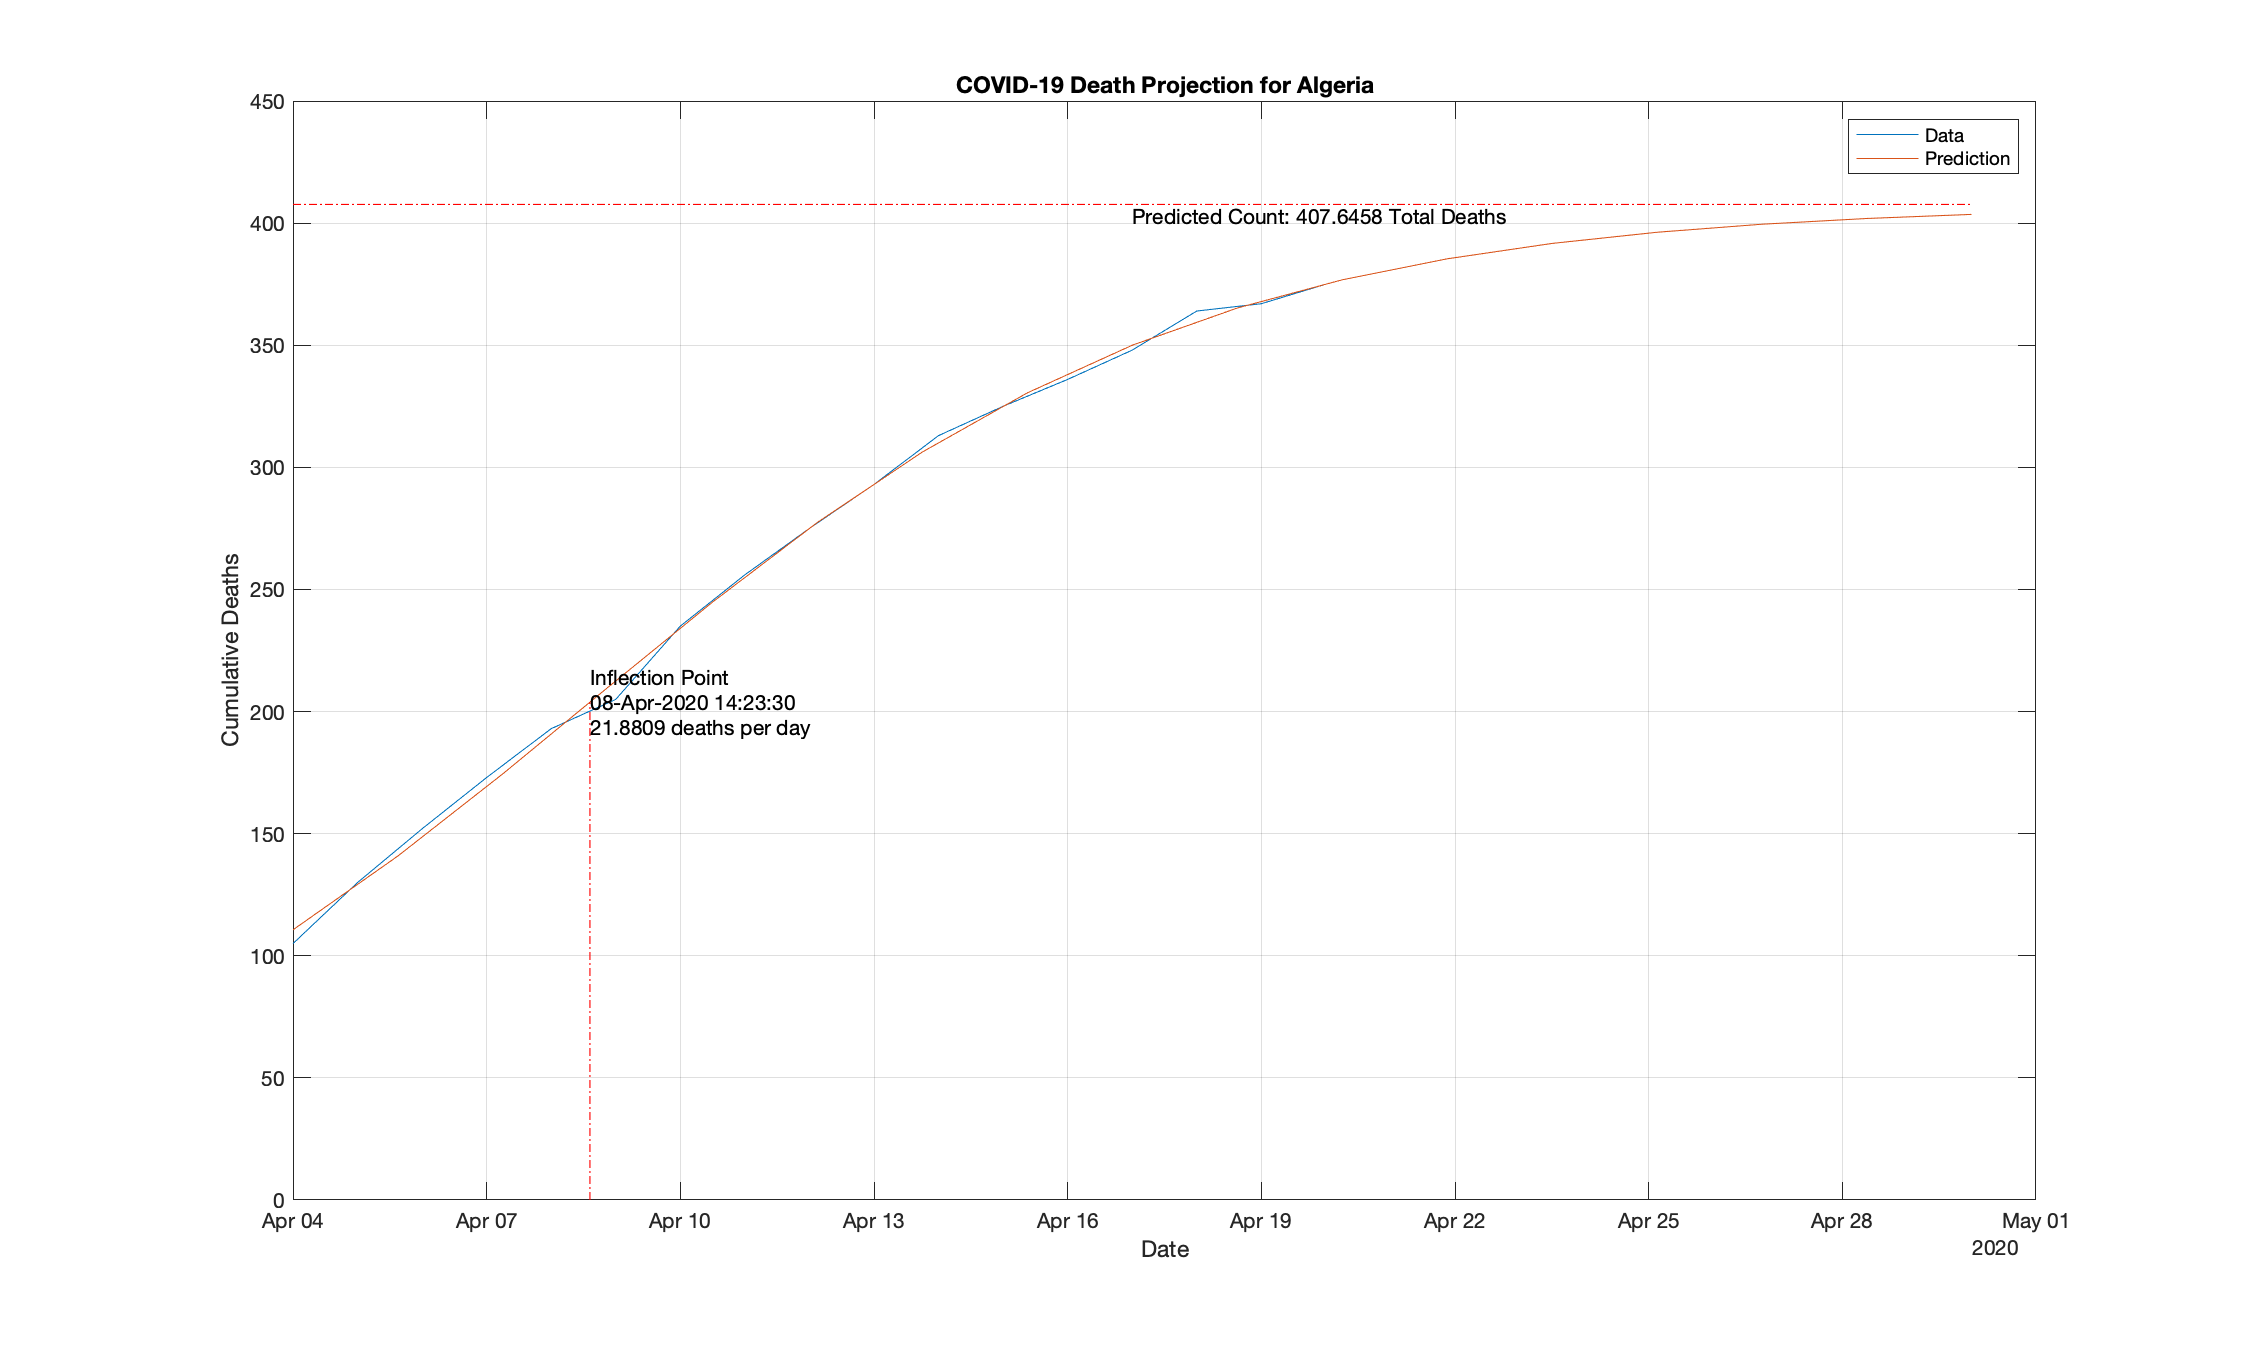 COVID-19 Death Projection for Algeria
Data
Prediction
Predicted Count: 407.6458 Total Deaths
Inflection Point
08-Apr-2020 14:23:30
21.8809 deaths per day
Cumulative Deaths
450
400
350
300
250
200
150
100
50
0
Apr 04 Apr 07 Apr 10 Apr 13 Apr 16 Apr 19 Apr 22 Apr 25 Apr 28 May 01
2020
Date